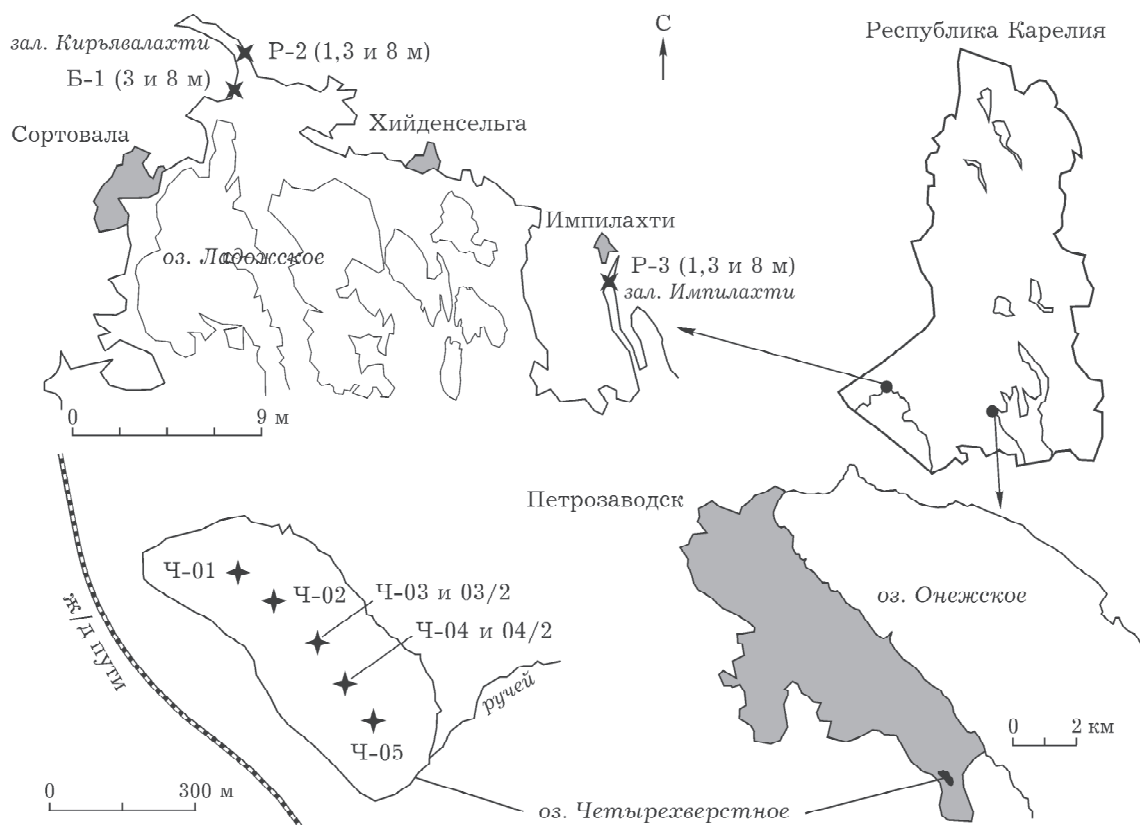 зал. Кирьявалахти
Р-2 (1,3 и 8 м)
Б-1 (3 и 8 м)
С
Республика Карелия
Сортовала
Хийденсельга
Импилахти
оз. Ладожское
Р-3 (1,3 и 8 м)
зал. Импилахти
0 9 м
Петрозаводск
Ч-01
Ч-02
Ч-03 и 03/2
Ч-04 и 04/2
Ч-05
ж/д пути
ручей
оз. Онежское
0 2 км
0 300 м
оз. Четырехверстное